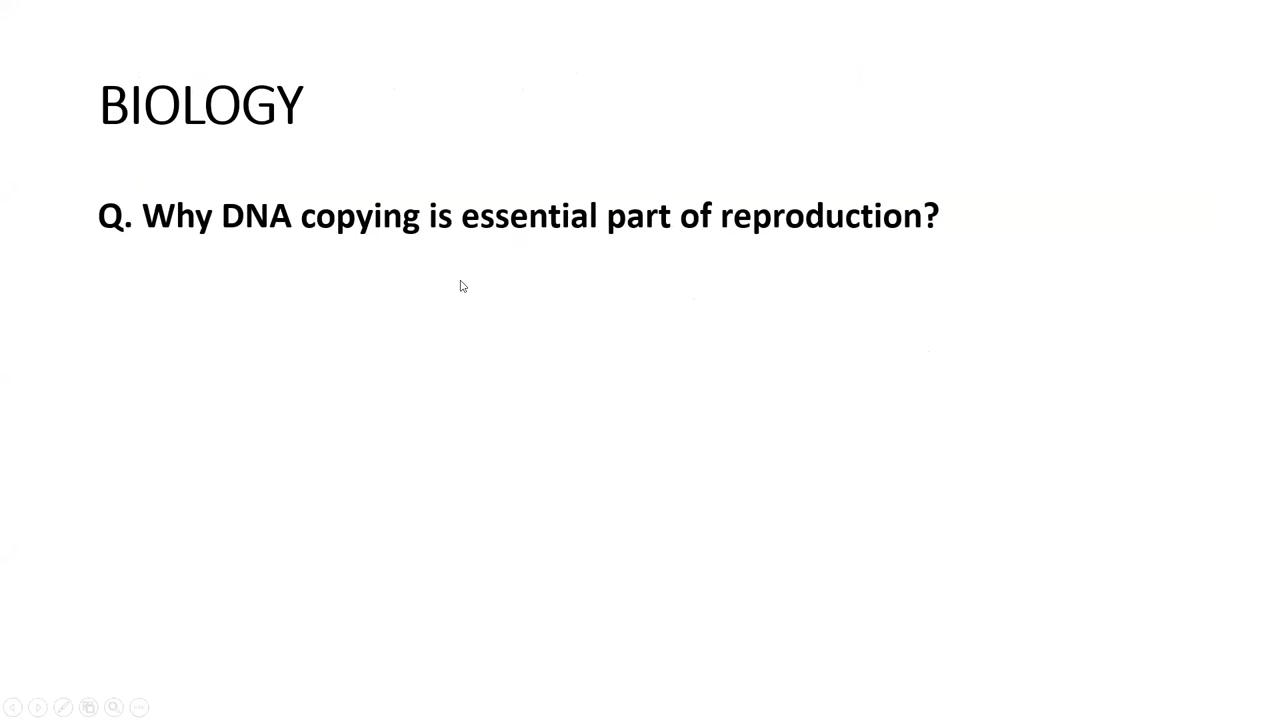 BIOLOGY
Q. Why DNA copying is essential part of reproduction?